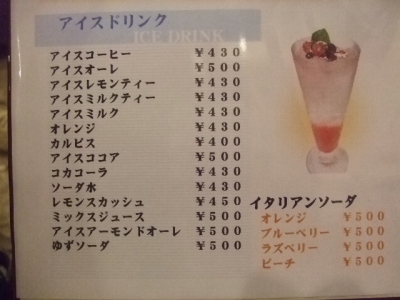 アイスドリンク
ICE DRINK
アイスコーヒー ￥４３０
アイスオーレ ￥５００
アイスレモンティー ￥４３０
アイスミルクティー ￥４３０
アイスミルク ￥４３０
オレンジ ￥４３０
カルピス ￥４００
アイスココア ￥５００
コカコーラ ￥４３０
ソーダ水 ￥４３０
レモンスカッシュ ￥４５０
ミックスジュース ￥５００
アイスアーモンドオーレ ￥５００
ゆずソーダ ￥５００
イタリアンソーダ
オレンジ ￥５００
ブルーベリー ￥５００
ラズベリー ￥５００
ピーチ ￥５００